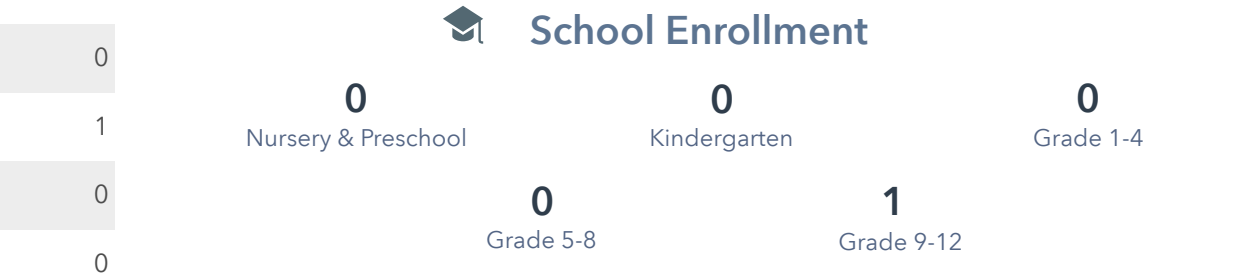 0
1
0
0
School Enrollment
0 0 0
Nursery & Preschool Kindergarten Grade 1-4
0 1
Grade 5-8 Grade 9-12